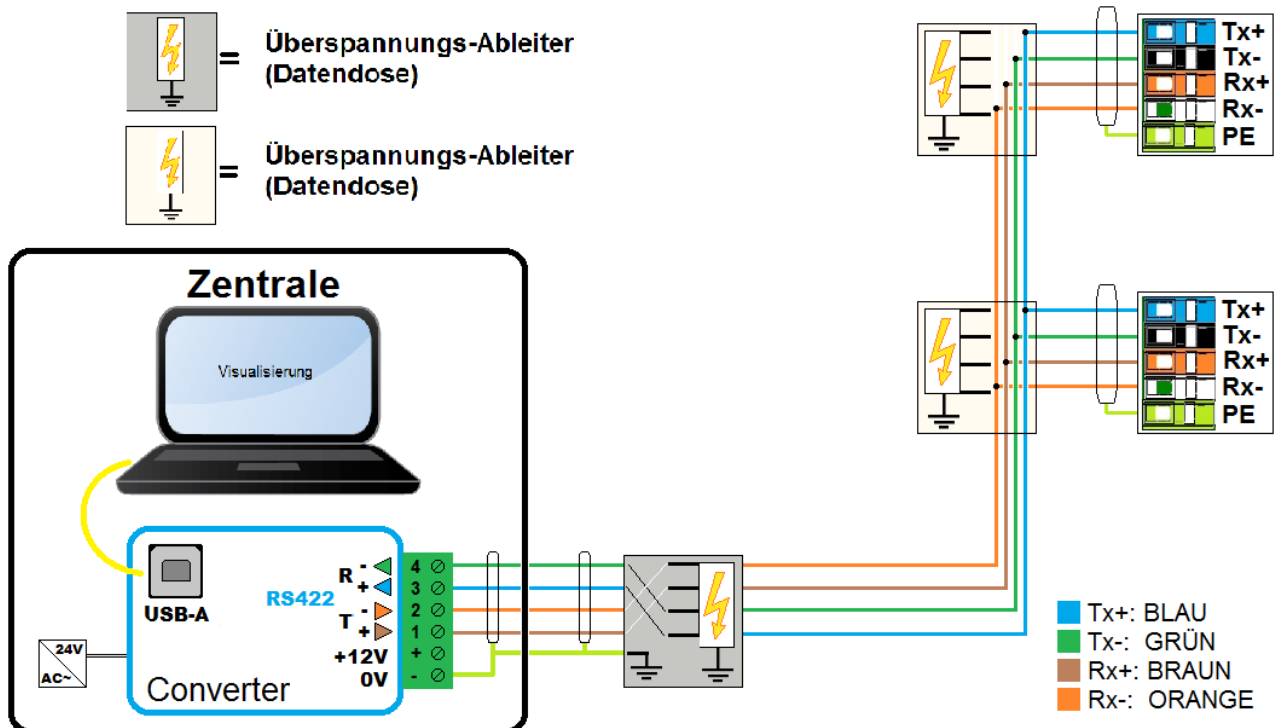 = Überspannungs-Ableiter
(Datendose)
= Überspannungs-Ableiter
(Datendose)
Tx+
Tx-
Rx+
Rx-
PE
Tx+
Tx-
Rx+
Rx-
PE
Zentrale
Visualisierung
USB-A
RS422
R - 4
+ 3
T - 2
+ 1
+12V +
0V -
24V
AC~
Converter
Tx+: BLAU
Tx-: GRÜN
Rx+: BRAUN
Rx-: ORANGE